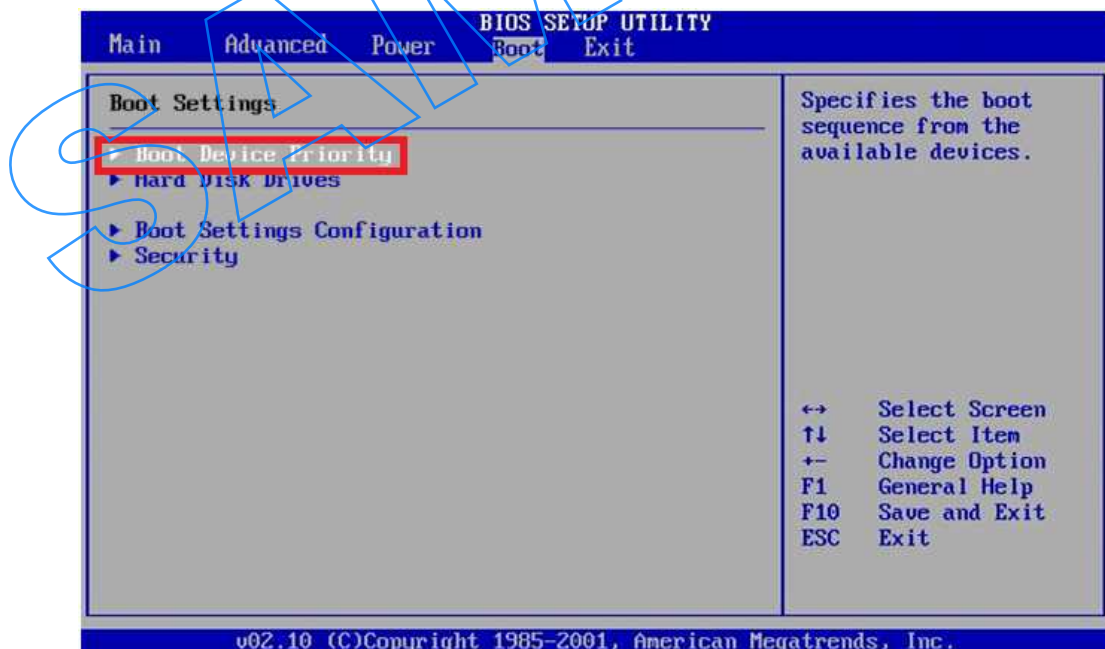 BIOS SETUP UTILITY
Main Advanced Power Boot Exit
Boot Settings
▶ Boot Device Priority
▶ Hard Disk Drives
▶ Boot Settings Configuration
▶ Security
Specifies the boot
sequence from the
available devices.
←→ Select Screen
↑↓ Select Item
+- Change Option
F1 General Help
F10 Save and Exit
ESC Exit
v02.10 (C)Copyright 1985-2001, American Megatrends, Inc.